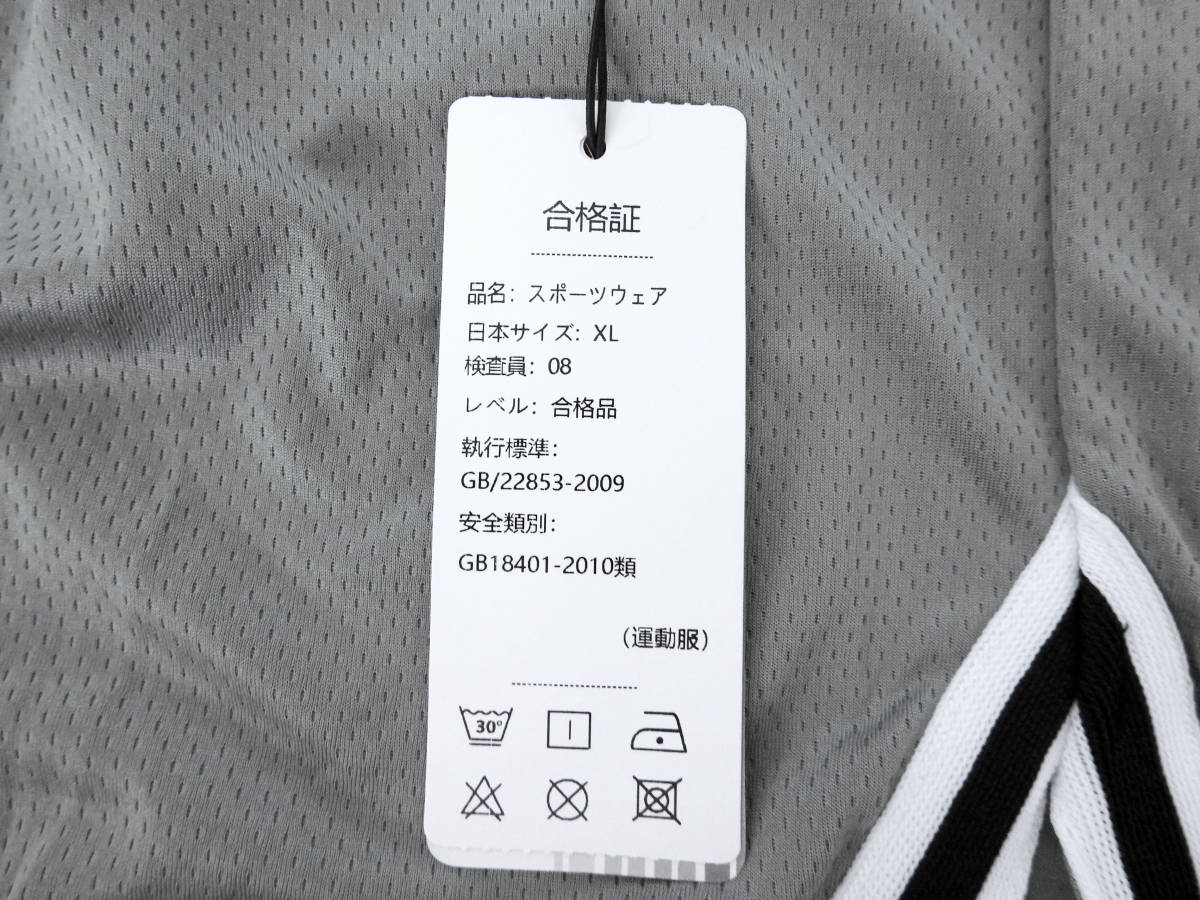 合格証
品名: スポーツウェア
日本サイズ: XL
検査員: 08
レベル: 合格品
執行標準:
GB/22853-2009
安全類別:
GB18401-2010類
（運動服）
30°